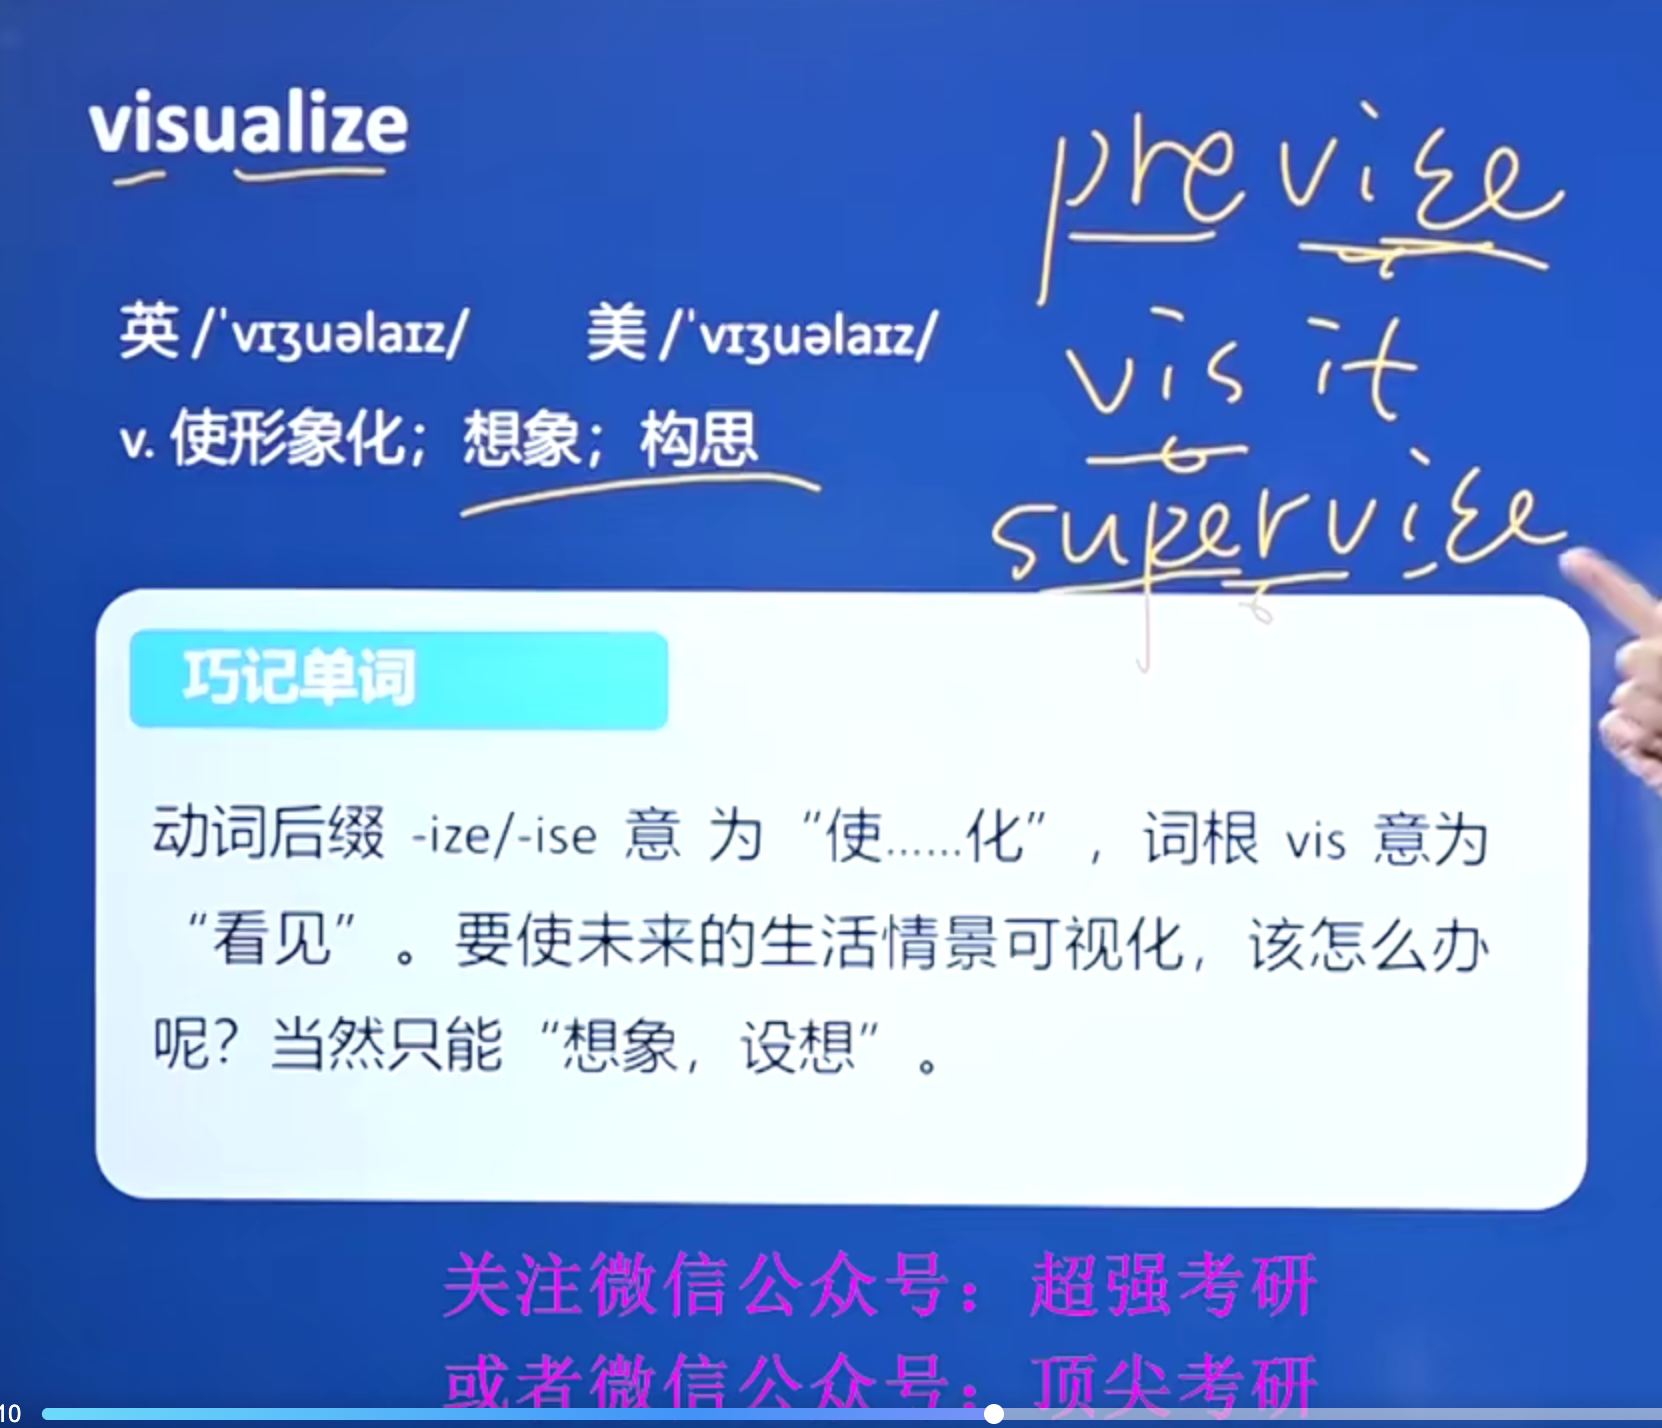 visualize
previse
英 /ˈvɪʒuəlaɪz/ 美 /ˈvɪʒuəlaɪz/
visit
v. 使形象化；想象；构思
supervise
巧记单词
动词后缀 -ize/-ise 意 为 “使……化” ，词根 vis 意为
“看见” 。要使未来的生活情景可视化，该怎么办
呢？当然只能 “想象，设想” 。
关注微信公众号：超强考研
或者微信公众号：顶尖考研
10